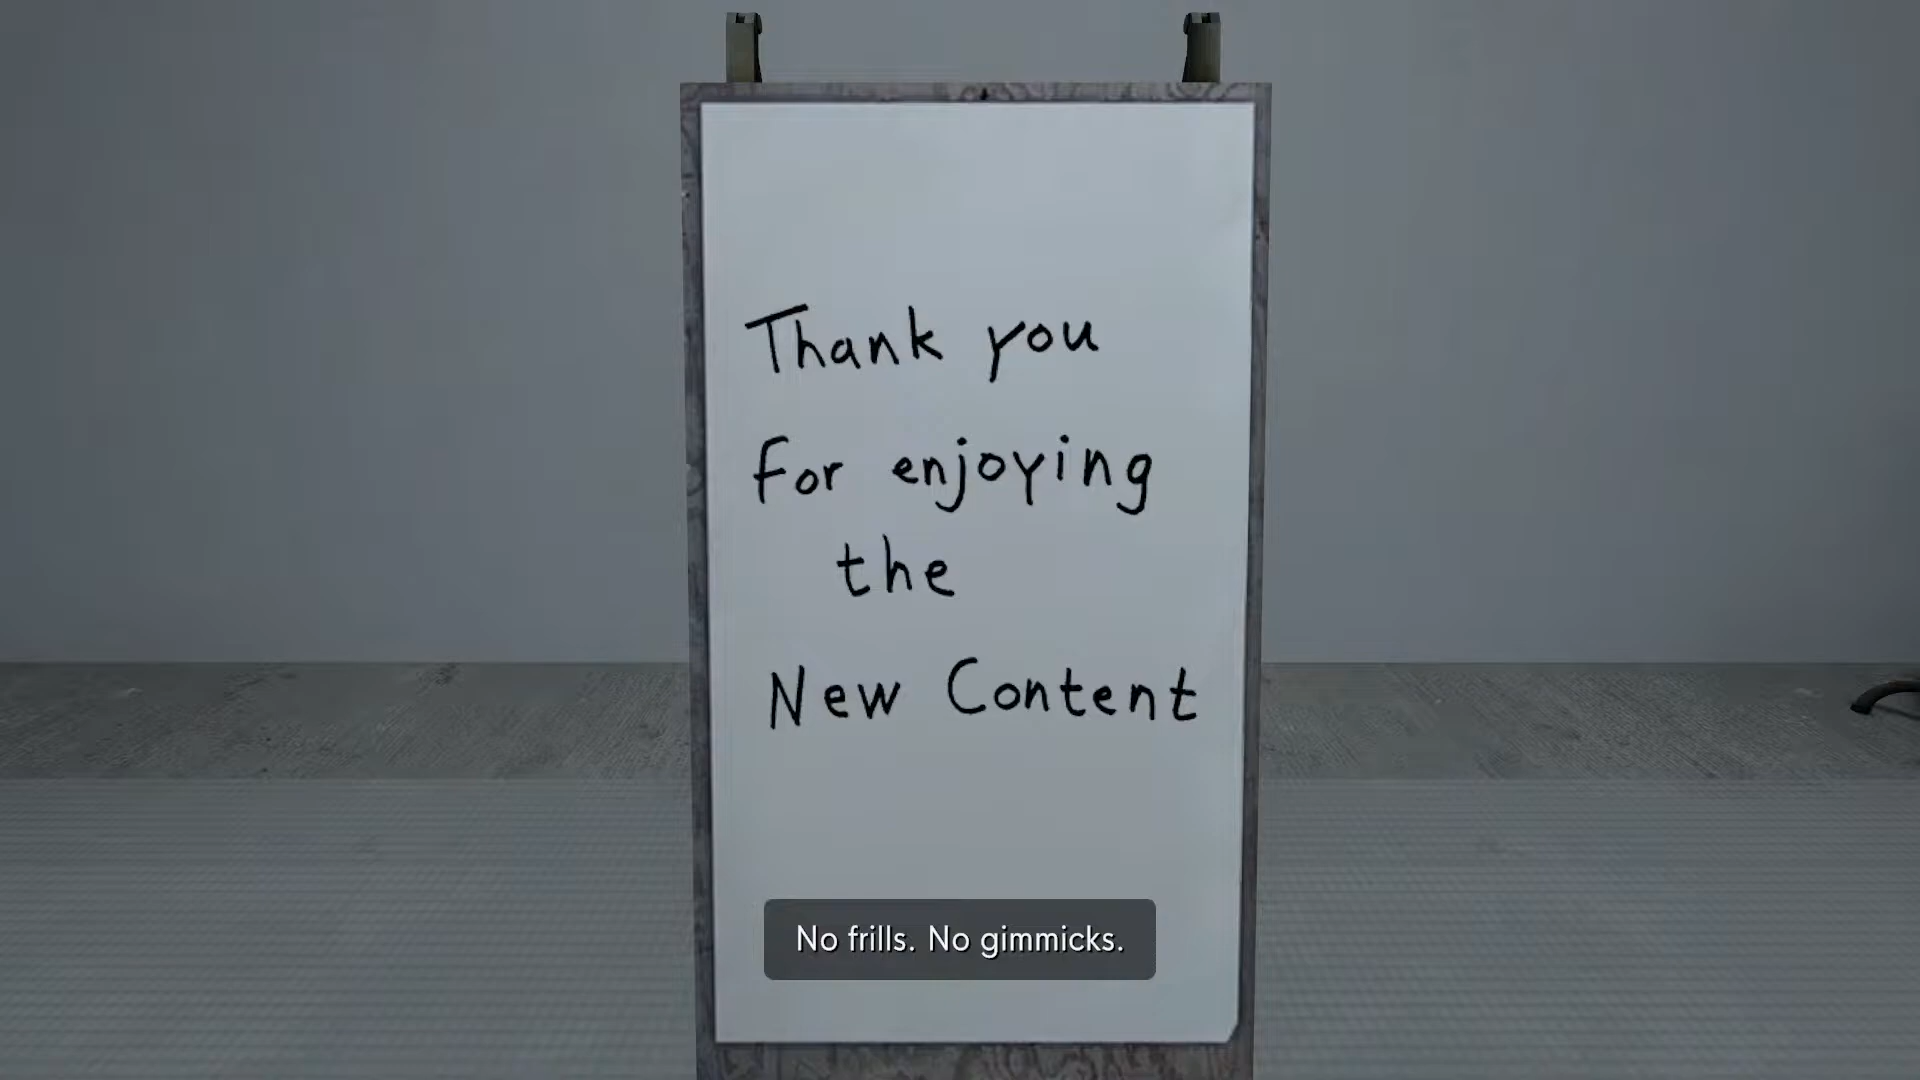 Thank you
for enjoying
the
New Content
No frills. No gimmicks.